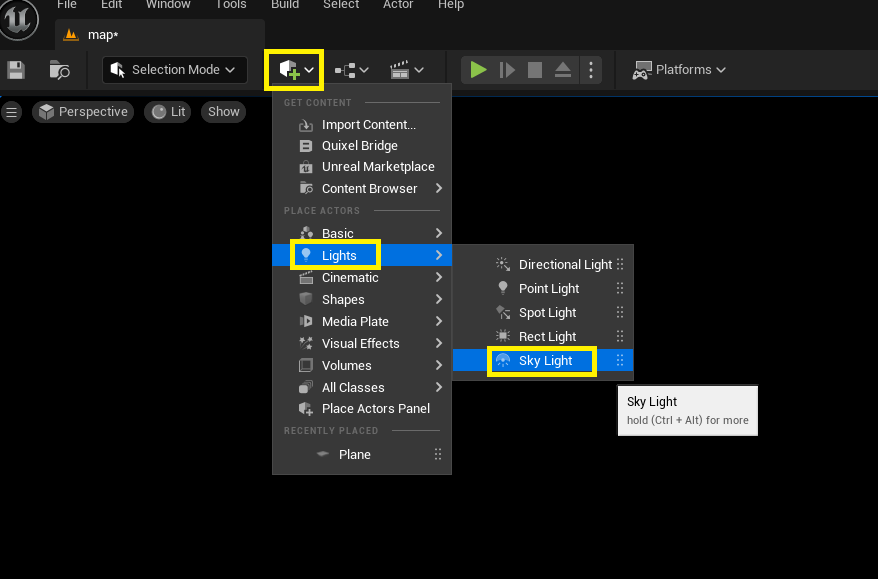 File Edit Window Tools Build Select Actor Help
map*
Selection Mode Platforms
Perspective Lit Show
GET CONTENT
Import Content...
Quixel Bridge
Unreal Marketplace
Content Browser
PLACE ACTORS
Basic
Lights
Directional Light
Cinematic
Point Light
Shapes
Spot Light
Media Plate
Rect Light
Visual Effects
Sky Light
Volumes
All Classes
Sky Light
Place Actors Panel
hold (Ctrl + Alt) for more
RECENTLY PLACED
Plane